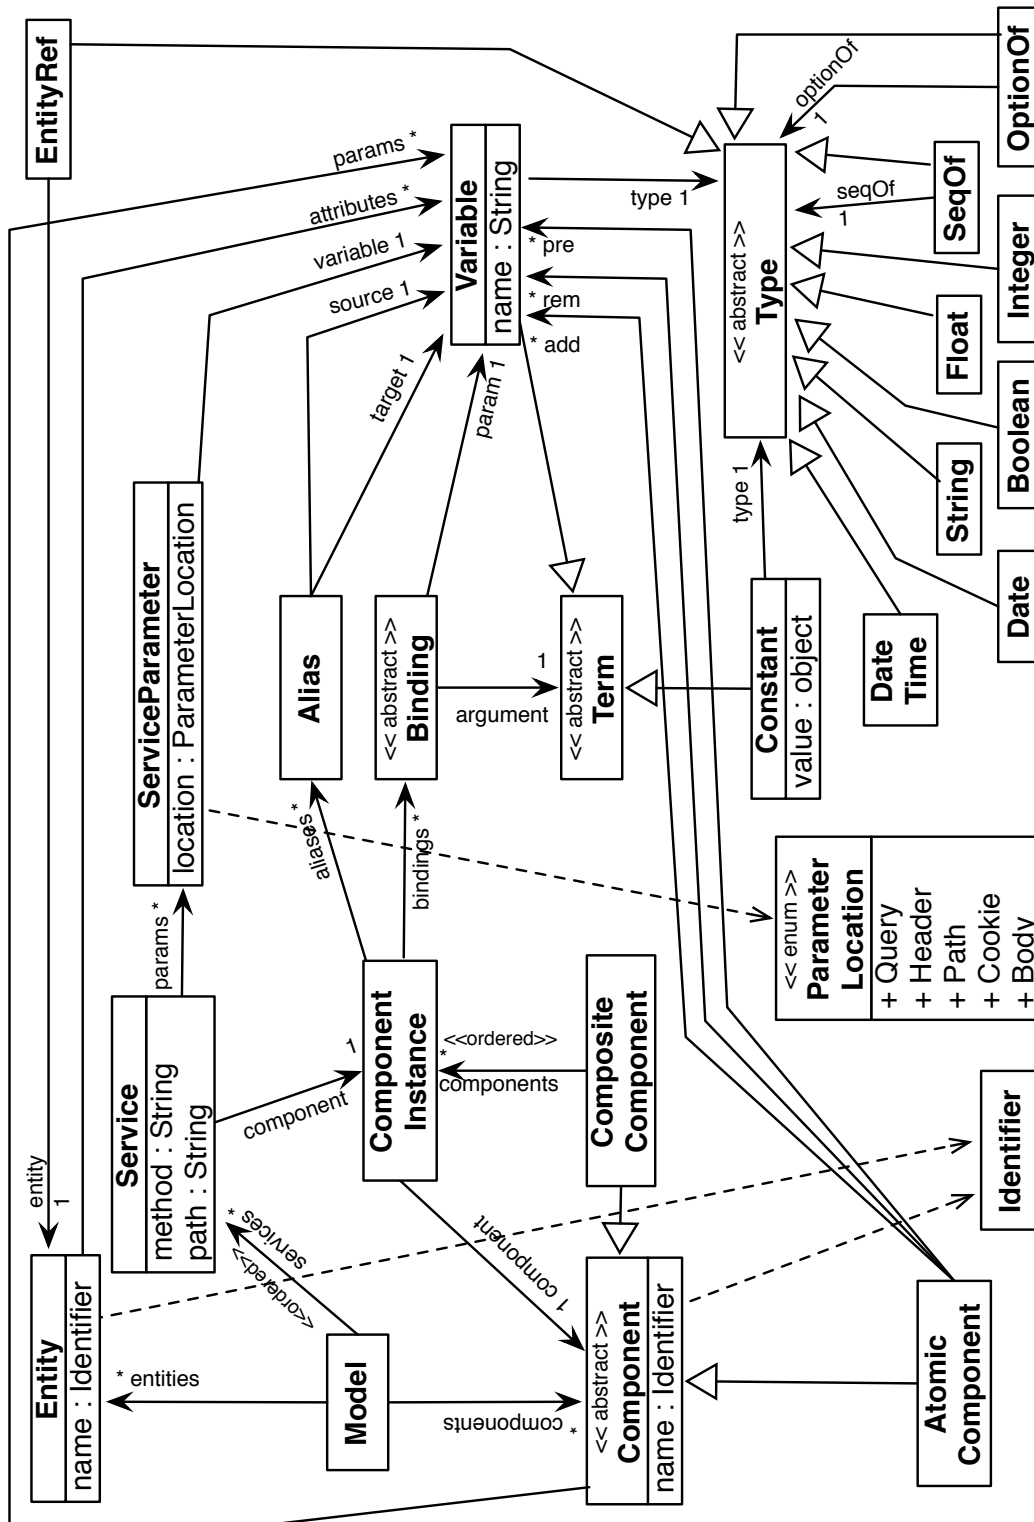 Entity
name : Identifier
entity
1
EntityRef
* entities
Model
<<ordered>>
services
*
components
*
Service
method : String
path : String
params *
ServiceParameter
location : ParameterLocation
component
1
Component
Instance
aliases *
bindings *
Alias
<< abstract >>
Binding
argument
1
<< abstract >>
Term
source 1
target 1
param 1
variable 1
attributes *
params *
Variable
name : String
* pre
* rem
* add
type 1
<< abstract >>
Component
name : Identifier
1 component
<<ordered>>
*
components
Composite
Component
Atomic
Component
Identifier
<< enum >>
Parameter
Location
+ Query
+ Header
+ Path
+ Cookie
+ Body
Constant
value : object
type 1
<< abstract >>
Type
seqOf
1
optionOf
1
Date
Time
Date
String
Boolean
Float
Integer
SeqOf
OptionOf